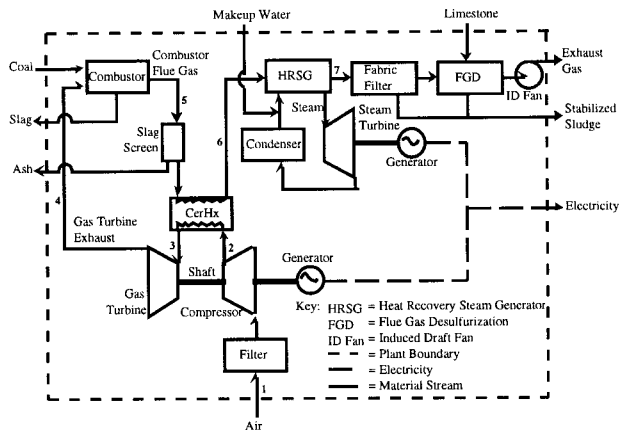 Makeup Water
Limestone
Coal
Combustor
Combustor
Flue Gas
5
HRSG
7
Fabric
Filter
FGD
Exhaust
Gas
ID Fan
Slag
Slag
Screen
6
Steam
Steam
Turbine
Condenser
Generator
Stabilized
Sludge
Ash
4
CerHx
Electricity
Gas Turbine
Exhaust
3
2
Shaft
Generator
Gas
Turbine
Compressor
Key:
HRSG = Heat Recovery Steam Generator
FGD = Flue Gas Desulfurization
ID Fan = Induced Draft Fan
= Plant Boundary
= Electricity
= Material Stream
Filter
1
Air